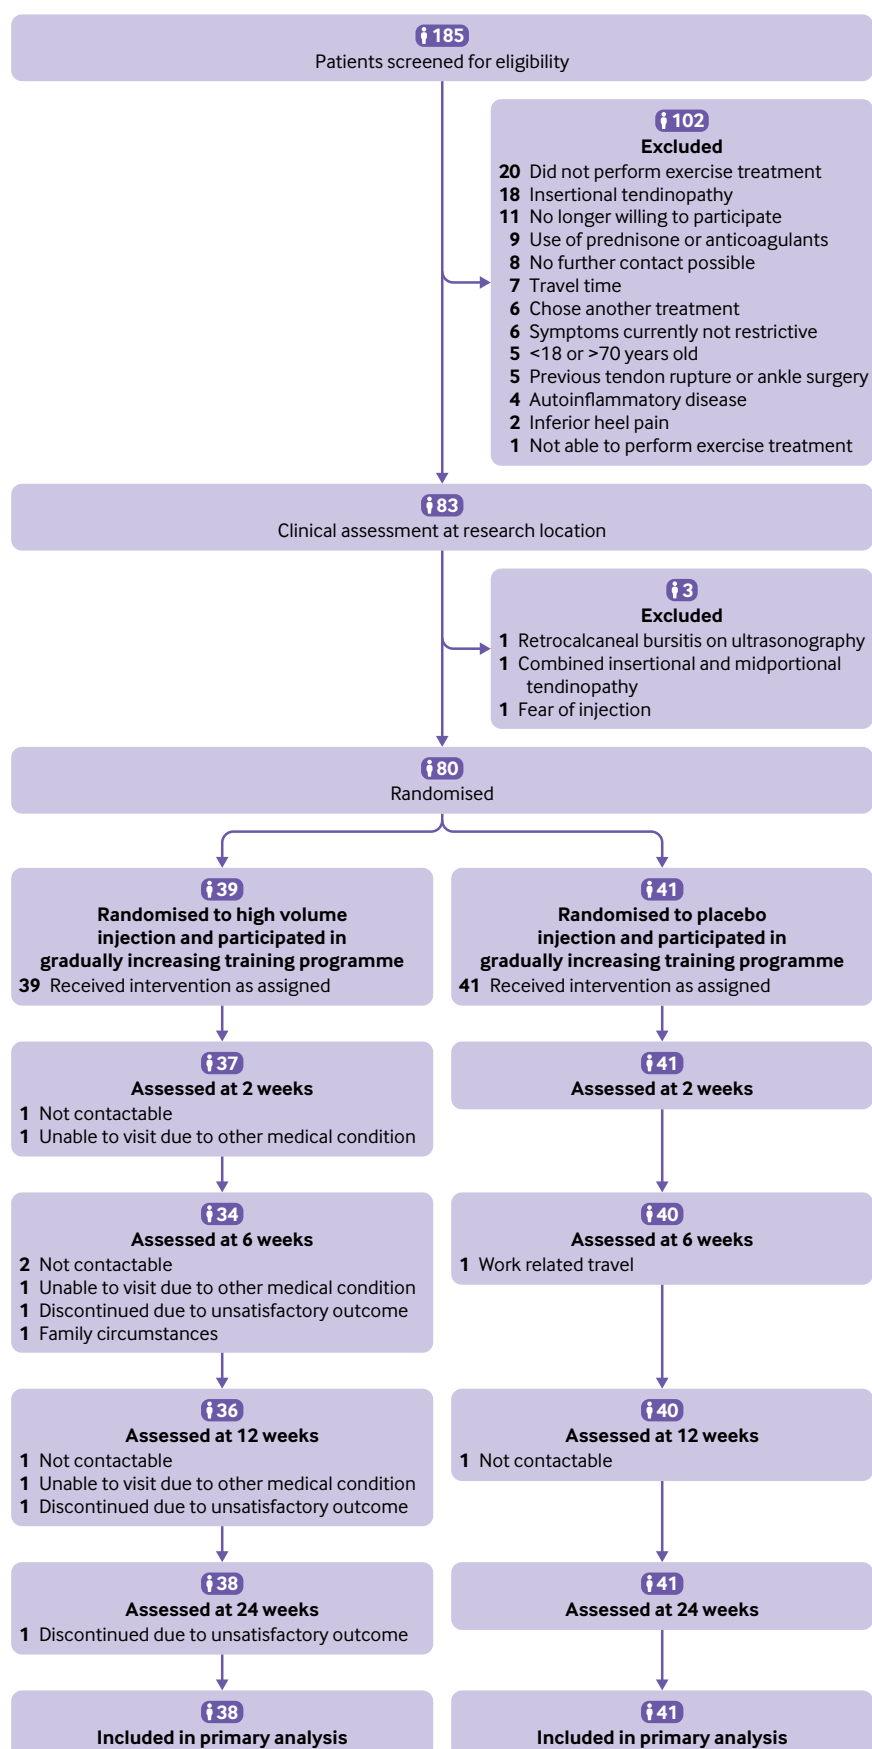 185
Patients screened for eligibility
102
Excluded
20 Did not perform exercise treatment
18 Insertional tendinopathy
11 No longer willing to participate
9 Use of prednisone or anticoagulants
8 No further contact possible
7 Travel time
6 Chose another treatment
6 Symptoms currently not restrictive
5 <18 or >70 years old
5 Previous tendon rupture or ankle surgery
4 Autoinflammatory disease
2 Inferior heel pain
1 Not able to perform exercise treatment
83
Clinical assessment at research location
3
Excluded
1 Retrocalcaneal bursitis on ultrasonography
1 Combined insertional and midportional
tendinopathy
1 Fear of injection
80
Randomised
39
Randomised to high volume
injection and participated in
gradually increasing training programme
39 Received intervention as assigned
41
Randomised to placebo
injection and participated in
gradually increasing training programme
41 Received intervention as assigned
37
Assessed at 2 weeks
1 Not contactable
1 Unable to visit due to other medical condition
41
Assessed at 2 weeks
34
Assessed at 6 weeks
2 Not contactable
1 Unable to visit due to other medical condition
1 Discontinued due to unsatisfactory outcome
1 Family circumstances
40
Assessed at 6 weeks
1 Work related travel
36
Assessed at 12 weeks
1 Not contactable
1 Unable to visit due to other medical condition
1 Discontinued due to unsatisfactory outcome
40
Assessed at 12 weeks
1 Not contactable
38
Assessed at 24 weeks
1 Discontinued due to unsatisfactory outcome
41
Assessed at 24 weeks
38
Included in primary analysis
41
Included in primary analysis